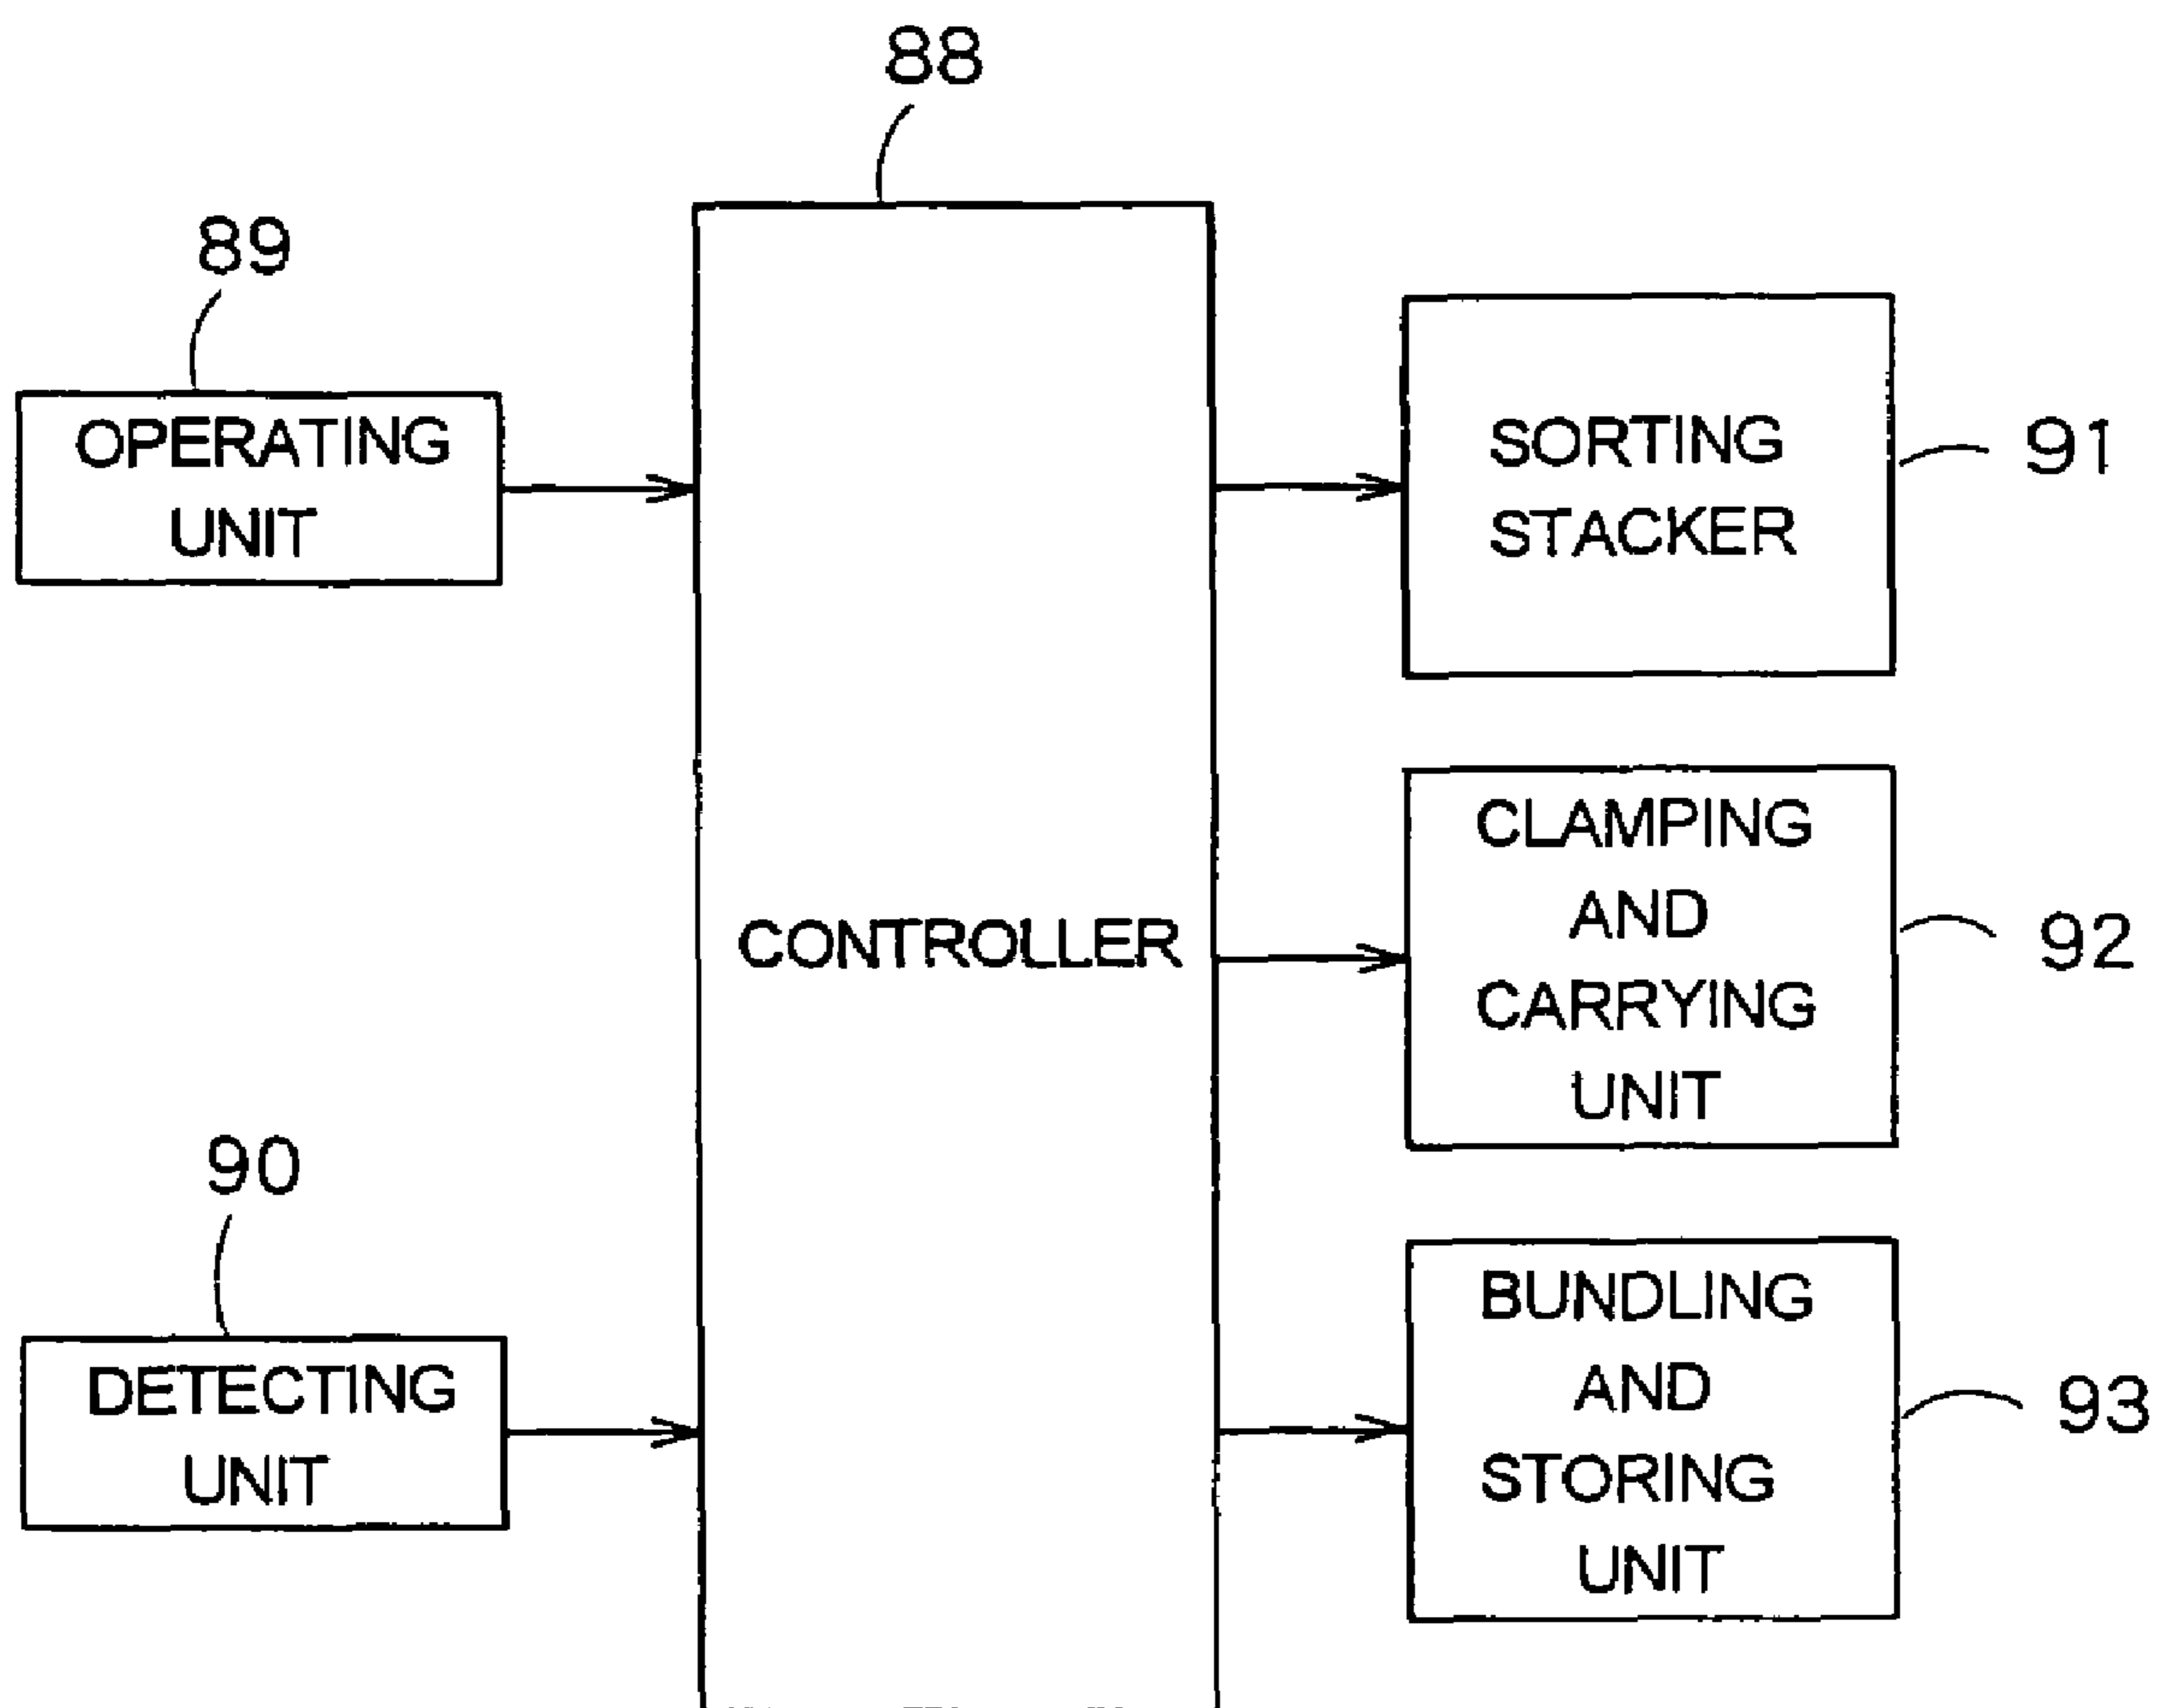 88
89
OPERATING
UNIT
SORTING
STACKER
91
CONTROLLER
CLAMPING
AND
CARRYING
UNIT
92
90
DETECTING
UNIT
BUNDLING
AND
STORING
UNIT
93